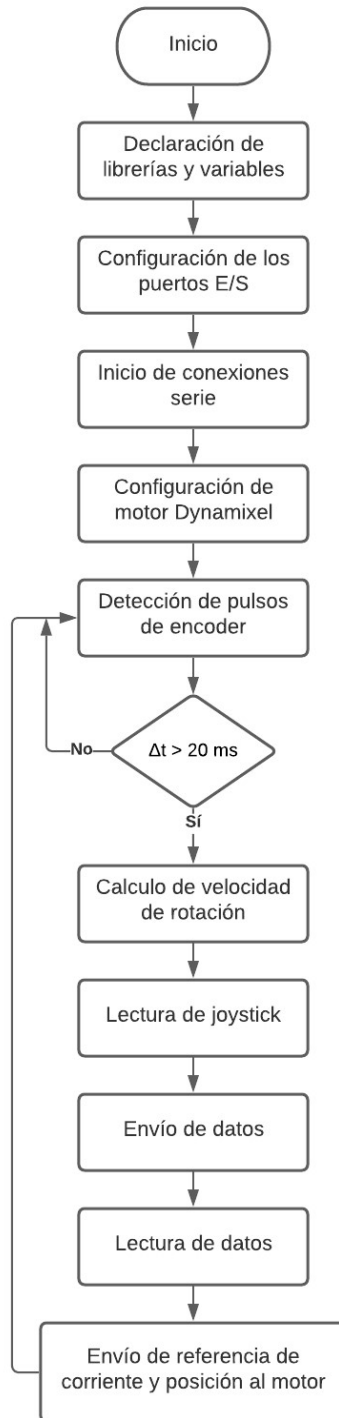 Inicio
Declaración de
librerías y variables
Configuración de los
puertos E/S
Inicio de conexiones
serie
Configuración de
motor Dynamixel
Detección de pulsos
de encoder
Δt > 20 ms
No
Sí
Calculo de velocidad
de rotación
Lectura de joystick
Envío de datos
Lectura de datos
Envío de referencia de
corriente y posición al motor